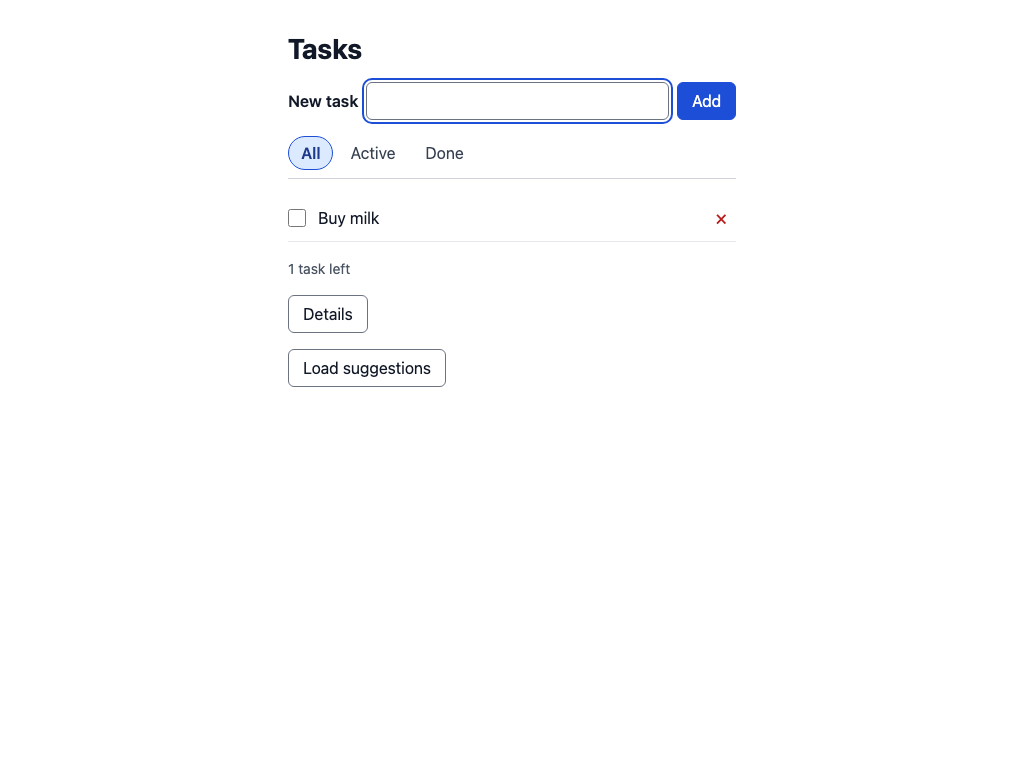 Tasks
New task Add
All Active Done
Buy milk ×
1 task left
Details
Load suggestions